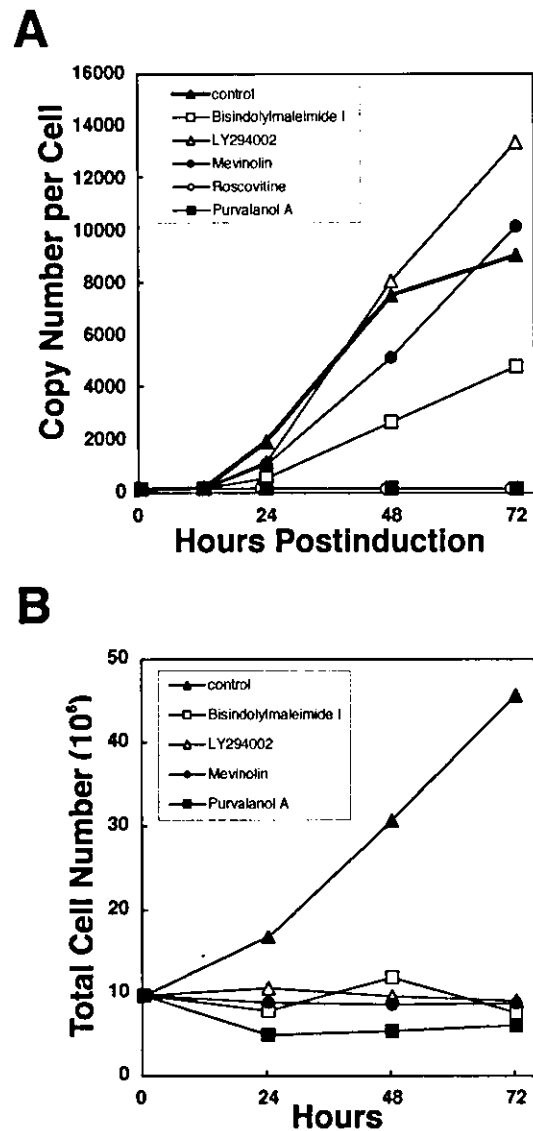 A
Copy Number per Cell
16000
14000
12000
10000
8000
6000
4000
2000
0
control
Bisindolylmaleimide I
LY294002
Mevinolin
Roscovitine
Purvalanol A
0
24
48
72
Hours Postinduction
B
Total Cell Number (10⁶)
50
40
30
20
10
0
control
Bisindolylmaleimide I
LY294002
Mevinolin
Purvalanol A
0
24
48
72
Hours